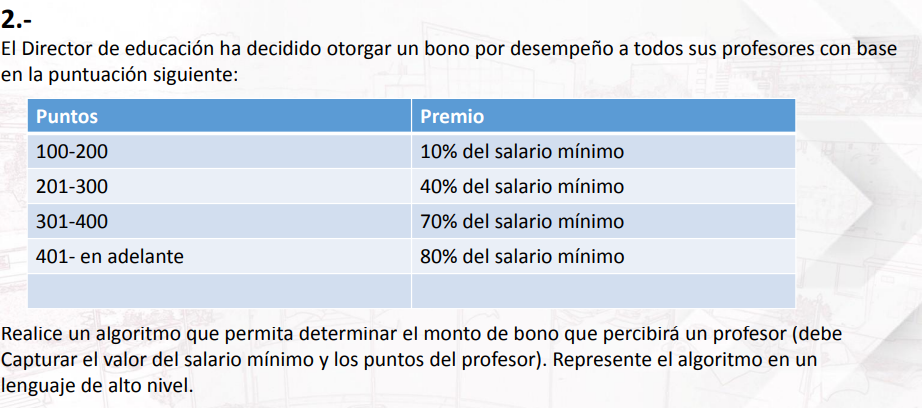 2.-
El Director de educación ha decidido otorgar un bono por desempeño a todos sus profesores con base
en la puntuación siguiente:
Puntos Premio
100-200 10% del salario mínimo
201-300 40% del salario mínimo
301-400 70% del salario mínimo
401- en adelante 80% del salario mínimo
Realice un algoritmo que permita determinar el monto de bono que percibirá un profesor (debe
Capturar el valor del salario mínimo y los puntos del profesor). Represente el algoritmo en un
lenguaje de alto nivel.